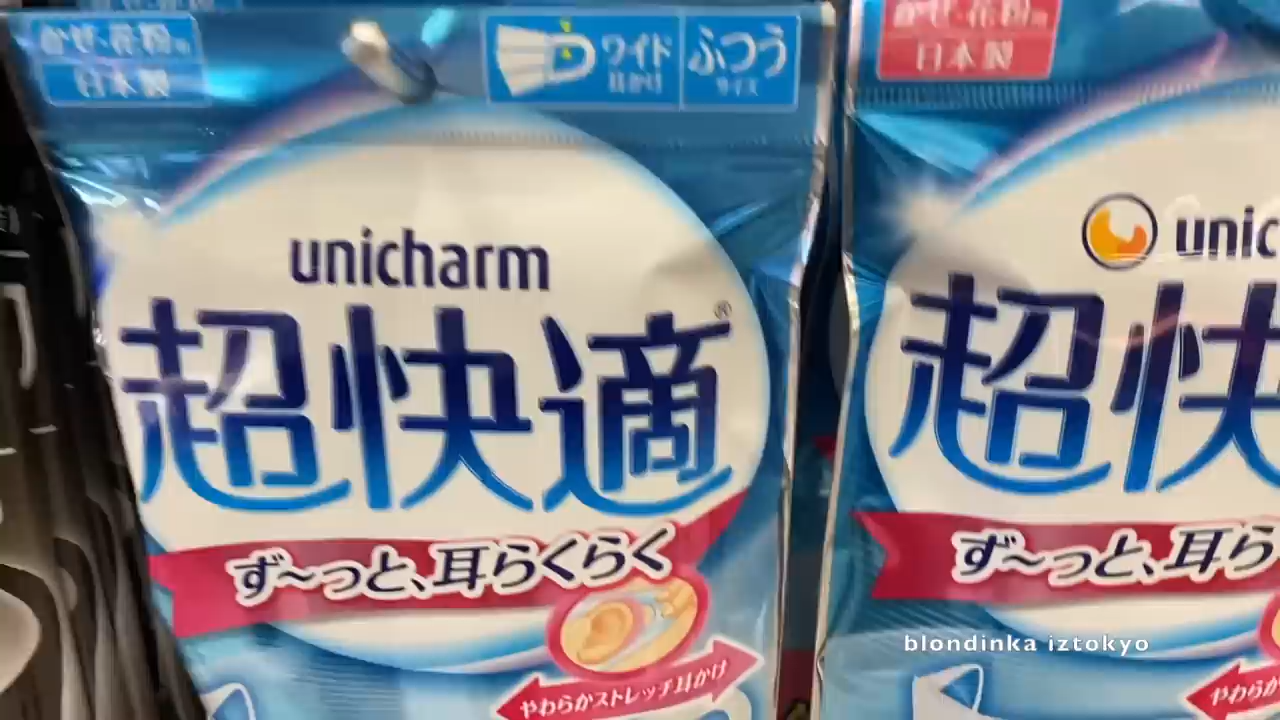 かぜ・花粉用
日本製
ワイド
耳かけ
ふつう
サイズ
unicharm
超快適®
ず〜っと、耳らくらく
やわらかストレッチ耳かけ
かぜ・花粉用
日本製
unic
超快
ず〜っと、耳ら
やわらか
blondinka iztokyo